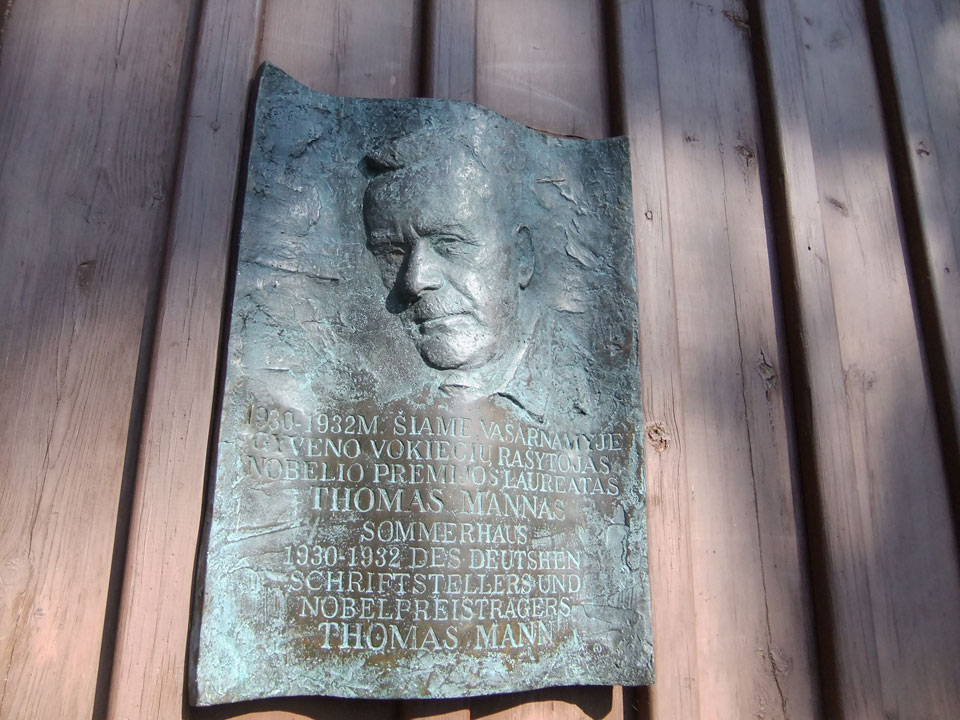 1930-1932M. ŠIAME VASARNAMYJE
GYVENO VOKIEČIŲ RAŠYTOJAS
NOBELIO PREMIJOS LAUREATAS
THOMAS MANNAS
SOMMERHAUS
1930-1932 DES DEUTSHEN
SCHRIFTSTELLERS UND
NOBELPREISTRÄGERS
THOMAS MANN